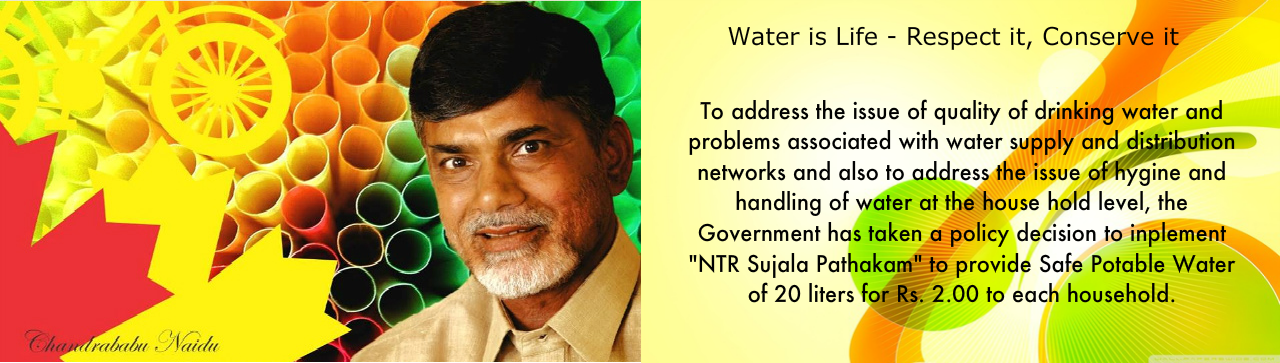 Water is Life - Respect it, Conserve it
To address the issue of quality of drinking water and
problems associated with water supply and distribution
networks and also to address the issue of hygine and
handling of water at the house hold level, the
Government has taken a policy decision to inplement
"NTR Sujala Pathakam" to provide Safe Potable Water
of 20 liters for Rs. 2.00 to each household.
Chandrababu Naidu